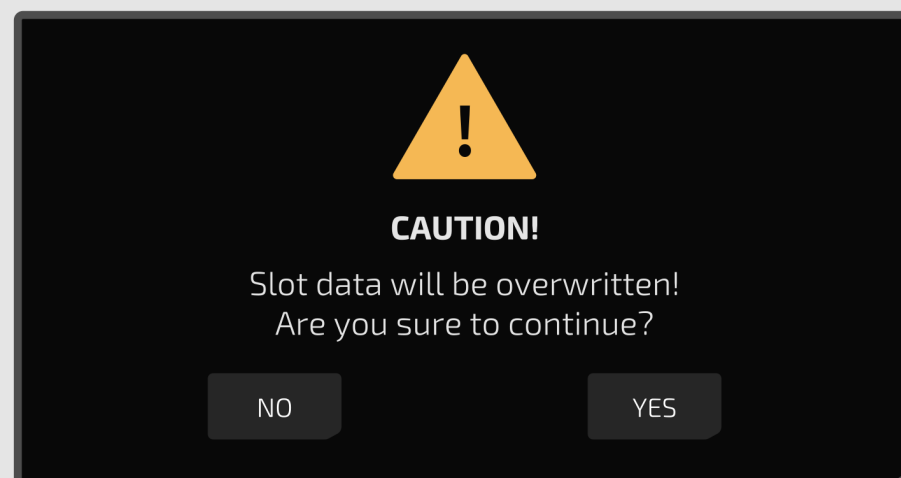 !
CAUTION!
Slot data will be overwritten!
Are you sure to continue?
NO YES